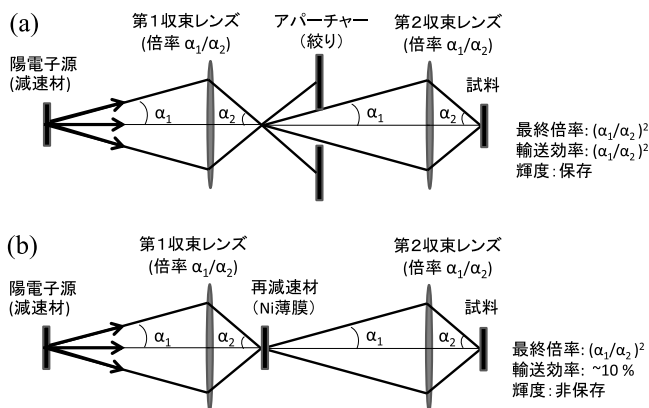 (a)
第1収束レンズ
(倍率 α₁/α₂)
アパーチャー
(絞り)
第2収束レンズ
(倍率 α₁/α₂)
陽電子源
(減速材)
試料
α₁
α₂
α₁
α₂
最終倍率: (α₁/α₂)²
輸送効率: (α₁/α₂)²
輝度:保存
(b)
第1収束レンズ
(倍率 α₁/α₂)
再減速材
(Ni薄膜)
第2収束レンズ
(倍率 α₁/α₂)
陽電子源
(減速材)
試料
α₁
α₂
α₁
α₂
最終倍率: (α₁/α₂)²
輸送効率: ~10 %
輝度:非保存